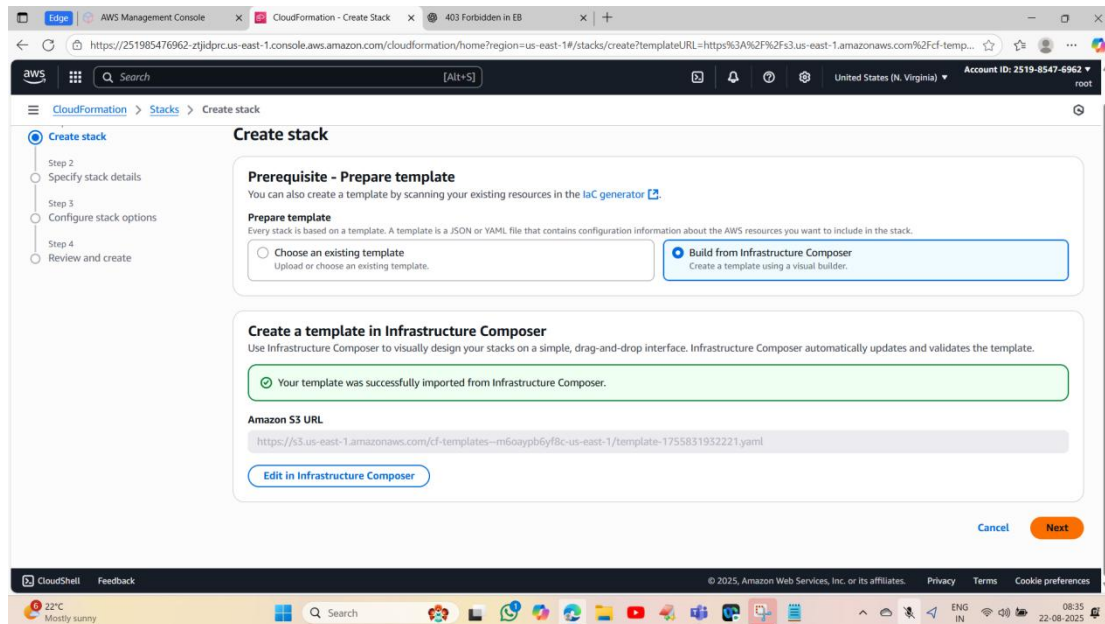 Edge
AWS Management Console
CloudFormation - Create Stack
403 Forbidden in EB
https://251985476962-ztjidprc.us-east-1.console.aws.amazon.com/cloudformation/home?region=us-east-1#/stacks/create?templateURL=https%3A%2F%2Fs3.us-east-1.amazonaws.com%2Fcf-temp...
aws
Search
[Alt+S]
United States (N. Virginia)
Account ID: 2519-8547-6962
root
CloudFormation > Stacks > Create stack
Create stack
Step 2
Specify stack details
Step 3
Configure stack options
Step 4
Review and create
Create stack
Prerequisite - Prepare template
You can also create a template by scanning your existing resources in the IaC generator.
Prepare template
Every stack is based on a template. A template is a JSON or YAML file that contains configuration information about the AWS resources you want to include in the stack.
Choose an existing template
Upload or choose an existing template.
Build from Infrastructure Composer
Create a template using a visual builder.
Create a template in Infrastructure Composer
Use Infrastructure Composer to visually design your stacks on a simple, drag-and-drop interface. Infrastructure Composer automatically updates and validates the template.
Your template was successfully imported from Infrastructure Composer.
Amazon S3 URL
https://s3.us-east-1.amazonaws.com/cf-templates--m6oaypb6yf8c-us-east-1/template-1755831932221.yaml
Edit in Infrastructure Composer
Cancel
Next
CloudShell
Feedback
© 2025, Amazon Web Services, Inc. or its affiliates.
Privacy
Terms
Cookie preferences
22°C
Mostly sunny
Search
ENG
IN
08:35
22-08-2025